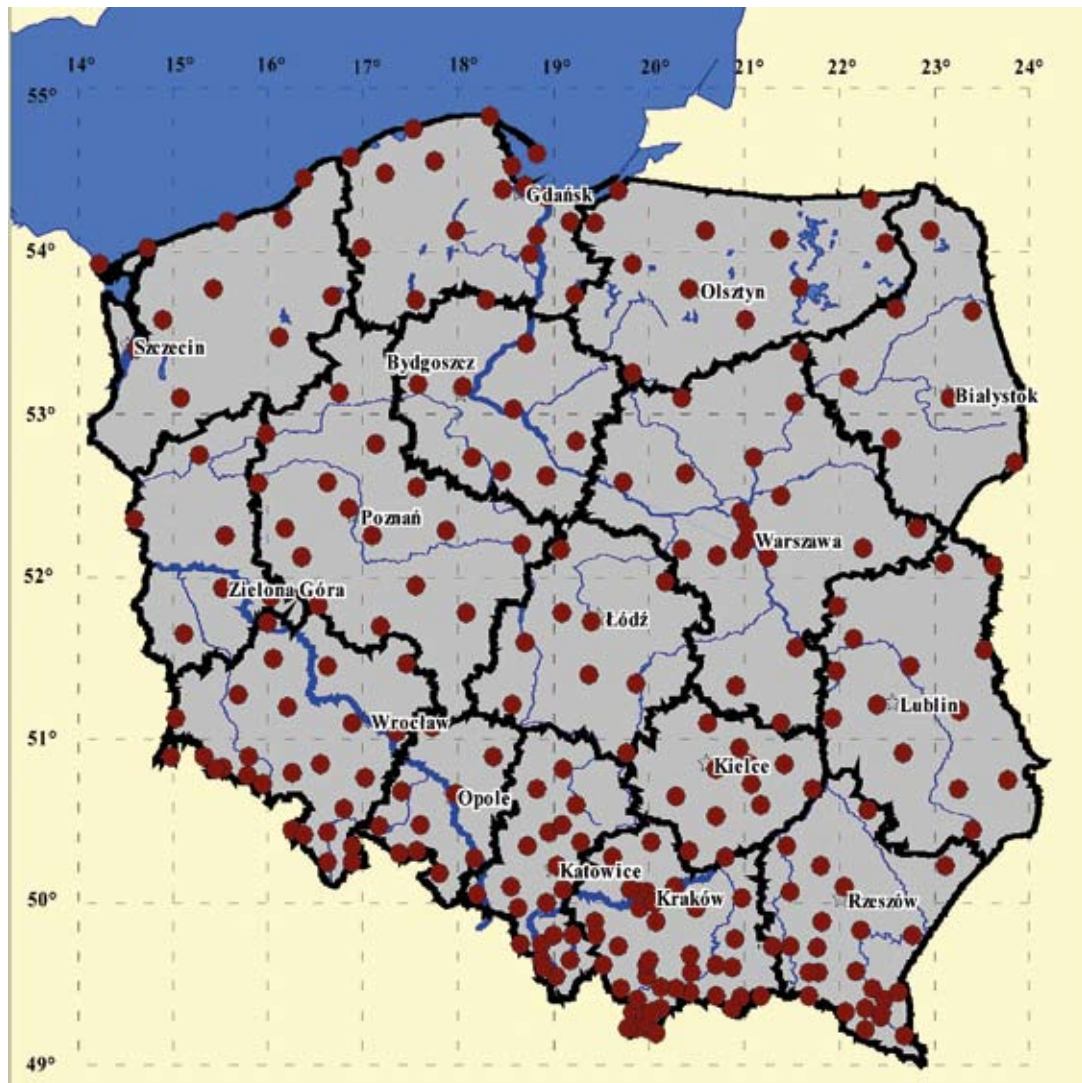 14° 15° 16° 17° 18° 19° 20° 21° 22° 23° 24°
55°
Gdańsk
54°
Olsztyn
Szczecin
Bydgoszcz
Białystok
53°
Poznań
Warszawa
52°
Zielona Góra
Łódź
Lublin
Wrocław
51°
Kielce
Opole
Katowice
Kraków
Rzeszów
50°
49°